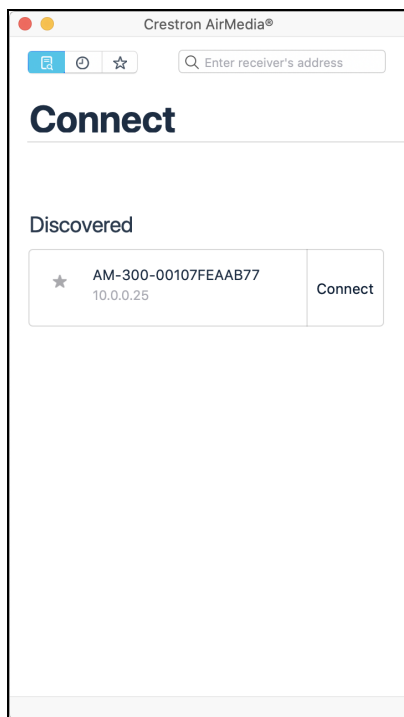 Crestron AirMedia®
Enter receiver's address
Connect
Discovered
AM-300-00107FEAAB77
10.0.0.25
Connect